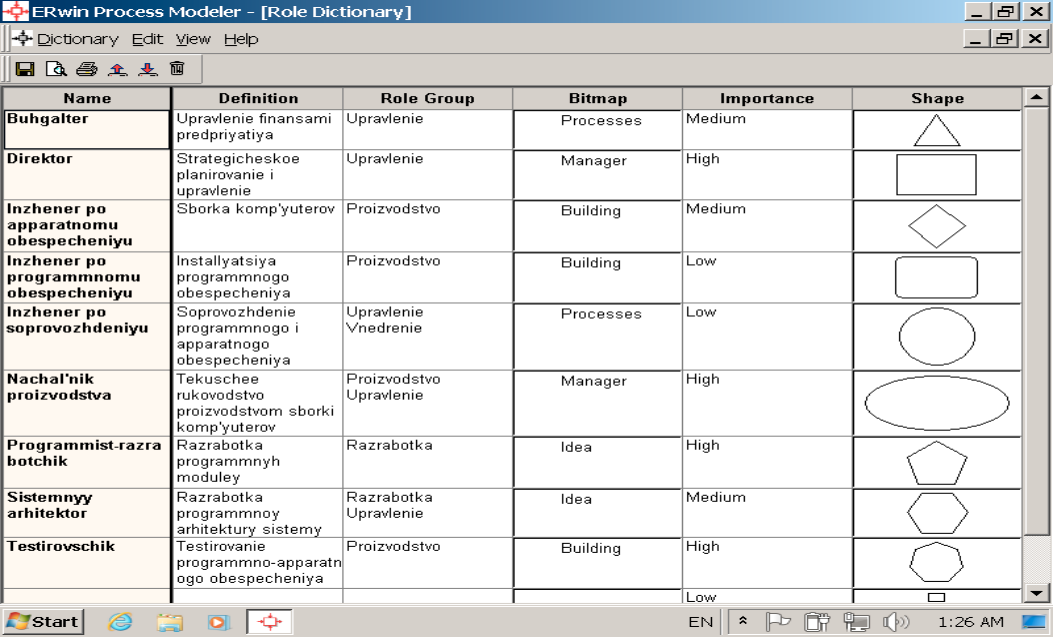 ERwin Process Modeler - [Role Dictionary]
Dictionary Edit View Help
Name Definition Role Group Bitmap Importance Shape
Buhgalter Upravlenie finansami Upravlenie Processes Medium
predpriyatiya
Direktor Strategicheskoe Upravlenie Manager High
planirovanie i
upravlenie
Inzhener po Sborka komp'yuterov Proizvodstvo Building Medium
apparatnomu
obespecheniyu
Inzhener po Installyatsiya Proizvodstvo Building Low
programmnomu programmnogo
obespecheniyu obespecheniya
Inzhener po Soprovozhdenie Upravlenie Processes Low
soprovozhdeniyu programmnogo i Vnedrenie
apparatnogo
obespecheniya
Nachal'nik Tekuschee Proizvodstvo Manager High
proizvodstva rukovodstvo Upravlenie
proizvodstvom sborki
komp'yuterov
Programmist-razra Razrabotka Razrabotka Idea High
botchik programmnyh
moduley
Sistemnyy Razrabotka Razrabotka Idea Medium
arhitektor programmnoy Upravlenie
arhitektury sistemy
Testirovschik Testirovanie Proizvodstvo Building High
programmno-apparatn
ogo obespecheniya
Low
Start EN 1:26 AM